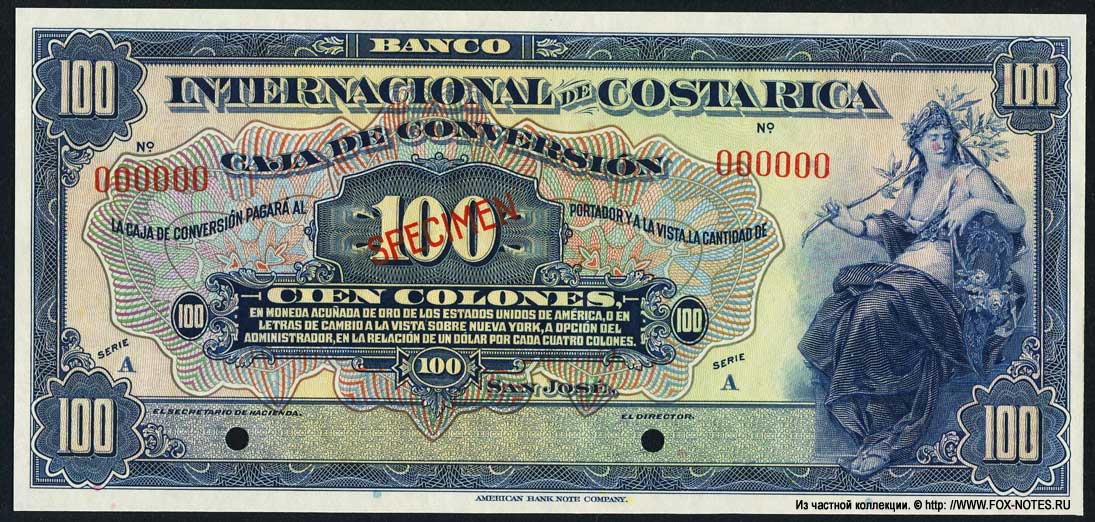 BANCO
100
100
INTERNACIONAL DE COSTA RICA
Nº
Nº
CAJA DE CONVERSIÓN
000000
000000
LA CAJA DE CONVERSIÓN PAGARÁ AL
100
PORTADOR Y A LA VISTA, LA CANTIDAD DE
SPECIMEN
CIEN COLONES,
100
EN MONEDA ACUÑADA DE ORO DE LOS ESTADOS UNIDOS DE AMÉRICA, O EN
LETRAS DE CAMBIO A LA VISTA SOBRE NUEVA YORK, A OPCIÓN DEL
ADMINISTRADOR, EN LA RELACIÓN DE UN DÓLAR POR CADA CUATRO COLONES.
100
SERIE
A
100
SERIE
A
SAN JOSÉ,
EL SECRETARIO DE HACIENDA.
EL DIRECTOR.
100
100
AMERICAN BANK NOTE COMPANY.
Из частной коллекции. © http: //WWW.FOX-NOTES.RU